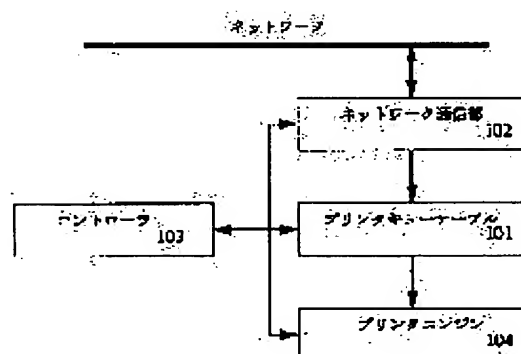 ネットワーク
ネットワーク通信部
102
コントローラ
103
プリンタキューテーブル
101
プリンタエンジン
104